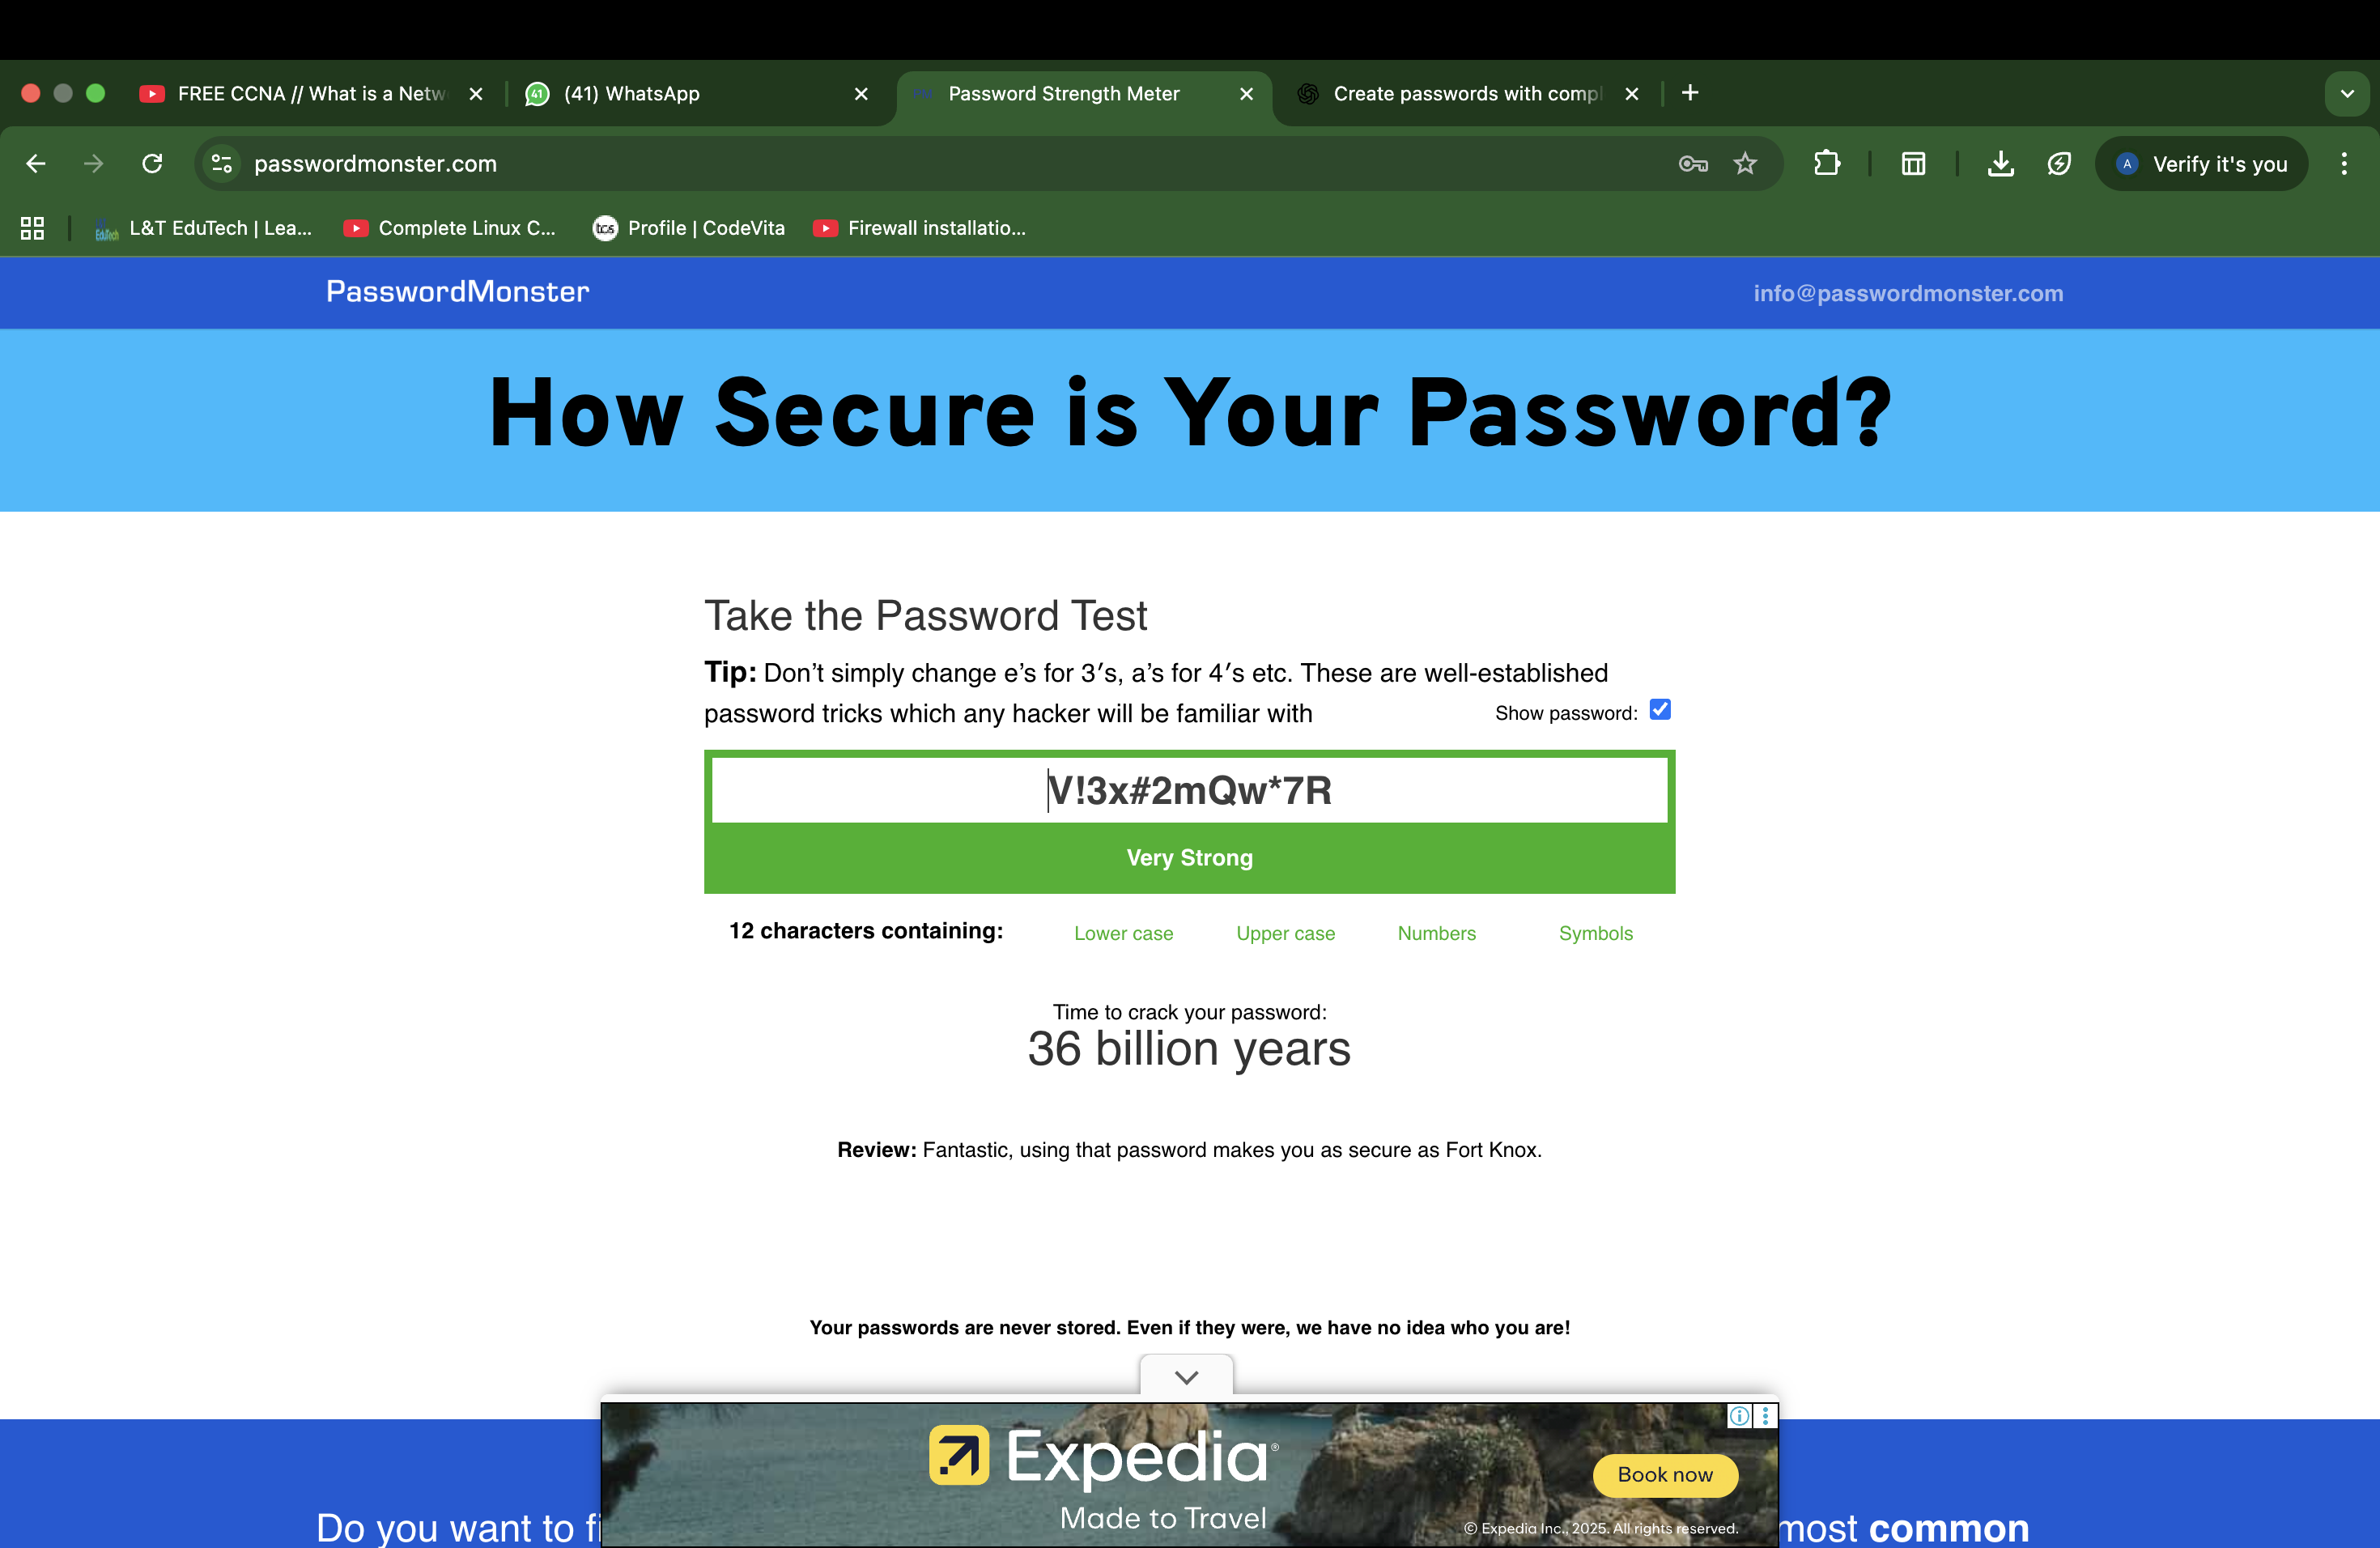 FREE CCNA // What is a Netw
41
(41) WhatsApp
PM
Password Strength Meter
Create passwords with compl
passwordmonster.com
A
Verify it's you
L&T EduTech | Lea...
Complete Linux C...
tcs
Profile | CodeVita
Firewall installatio...
PasswordMonster
info@passwordmonster.com
How Secure is Your Password?
Take the Password Test
Tip: Don’t simply change e’s for 3′s, a’s for 4′s etc. These are well-established
password tricks which any hacker will be familiar with
Show password:
V!3x#2mQw*7R
Very Strong
12 characters containing:
Lower case
Upper case
Numbers
Symbols
Time to crack your password:
36 billion years
Review: Fantastic, using that password makes you as secure as Fort Knox.
Your passwords are never stored. Even if they were, we have no idea who you are!
Expedia®
Made to Travel
Book now
© Expedia Inc., 2025. All rights reserved.
Do you want to fi
most common